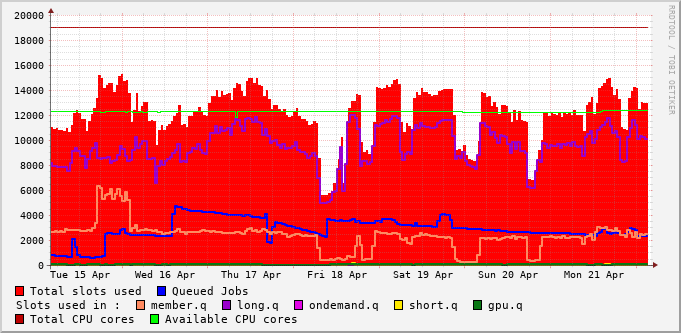 20000
18000
16000
14000
12000
10000
8000
6000
4000
2000
0
Tue 15 Apr Wed 16 Apr Thu 17 Apr Fri 18 Apr Sat 19 Apr Sun 20 Apr Mon 21 Apr
RRDTOOL / TOBI OETIKER
Total slots used Queued Jobs
Slots used in : member.q long.q ondemand.q short.q gpu.q
Total CPU cores Available CPU cores